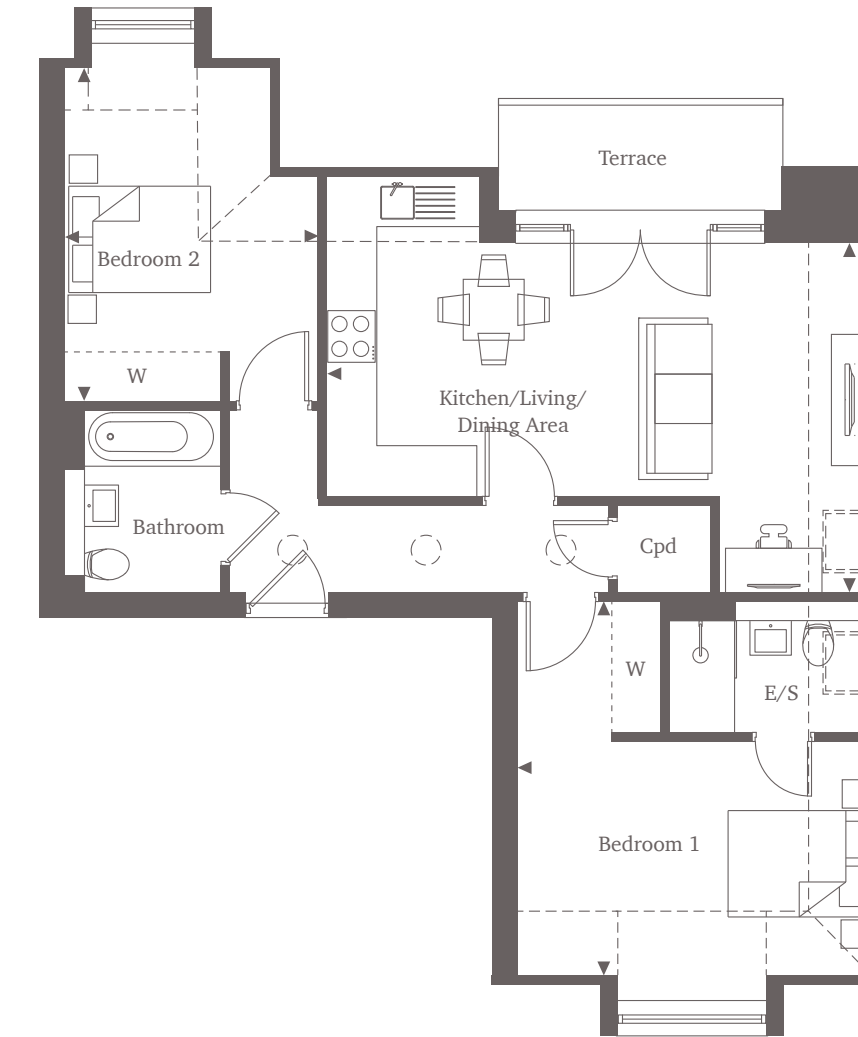 Terrace
Bedroom 2
W
Kitchen/Living/
Dining Area
Bathroom
Cpd
W
E/S
Bedroom 1